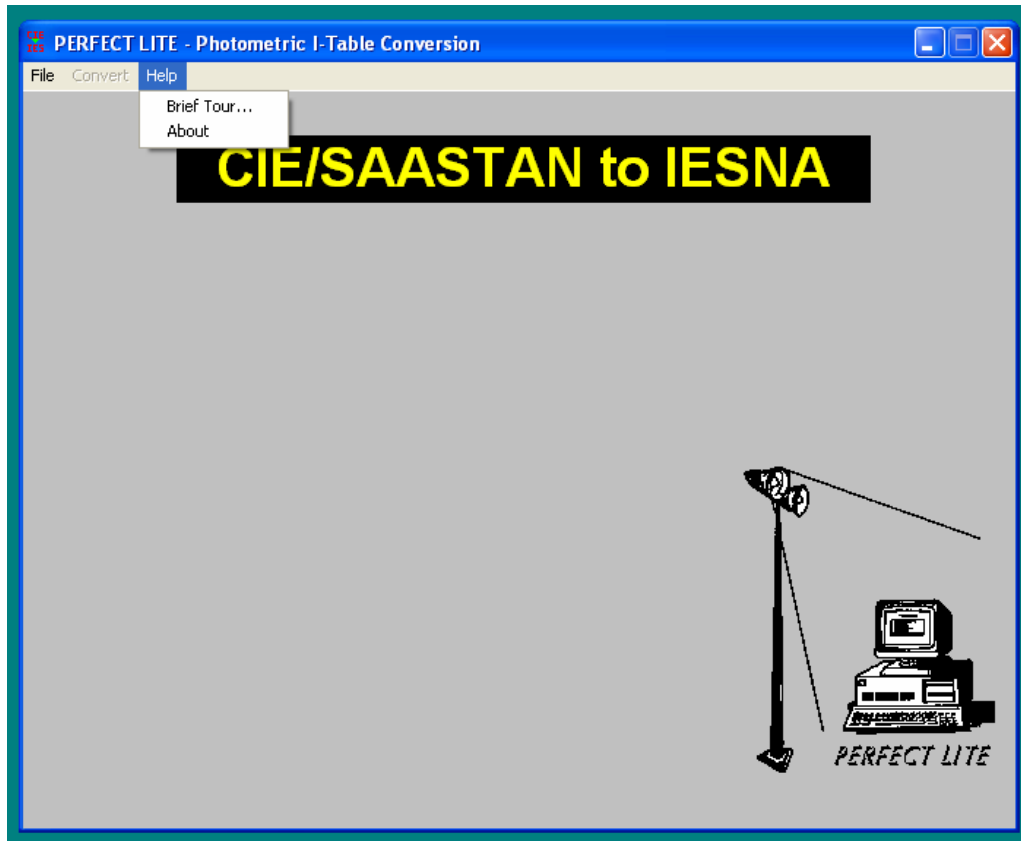 PERFECT LITE - Photometric I-Table Conversion
File Convert Help
Brief Tour...
About
CIE/SAASTAN to IESNA
PERFECT LITE